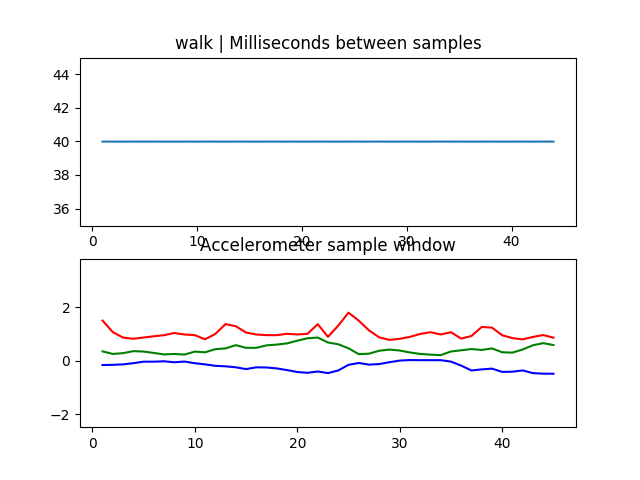 walk | Milliseconds between samples
44
42
40
38
36
0 10 20 30 40
Accelerometer sample window
2
0
−2
0 10 20 30 40